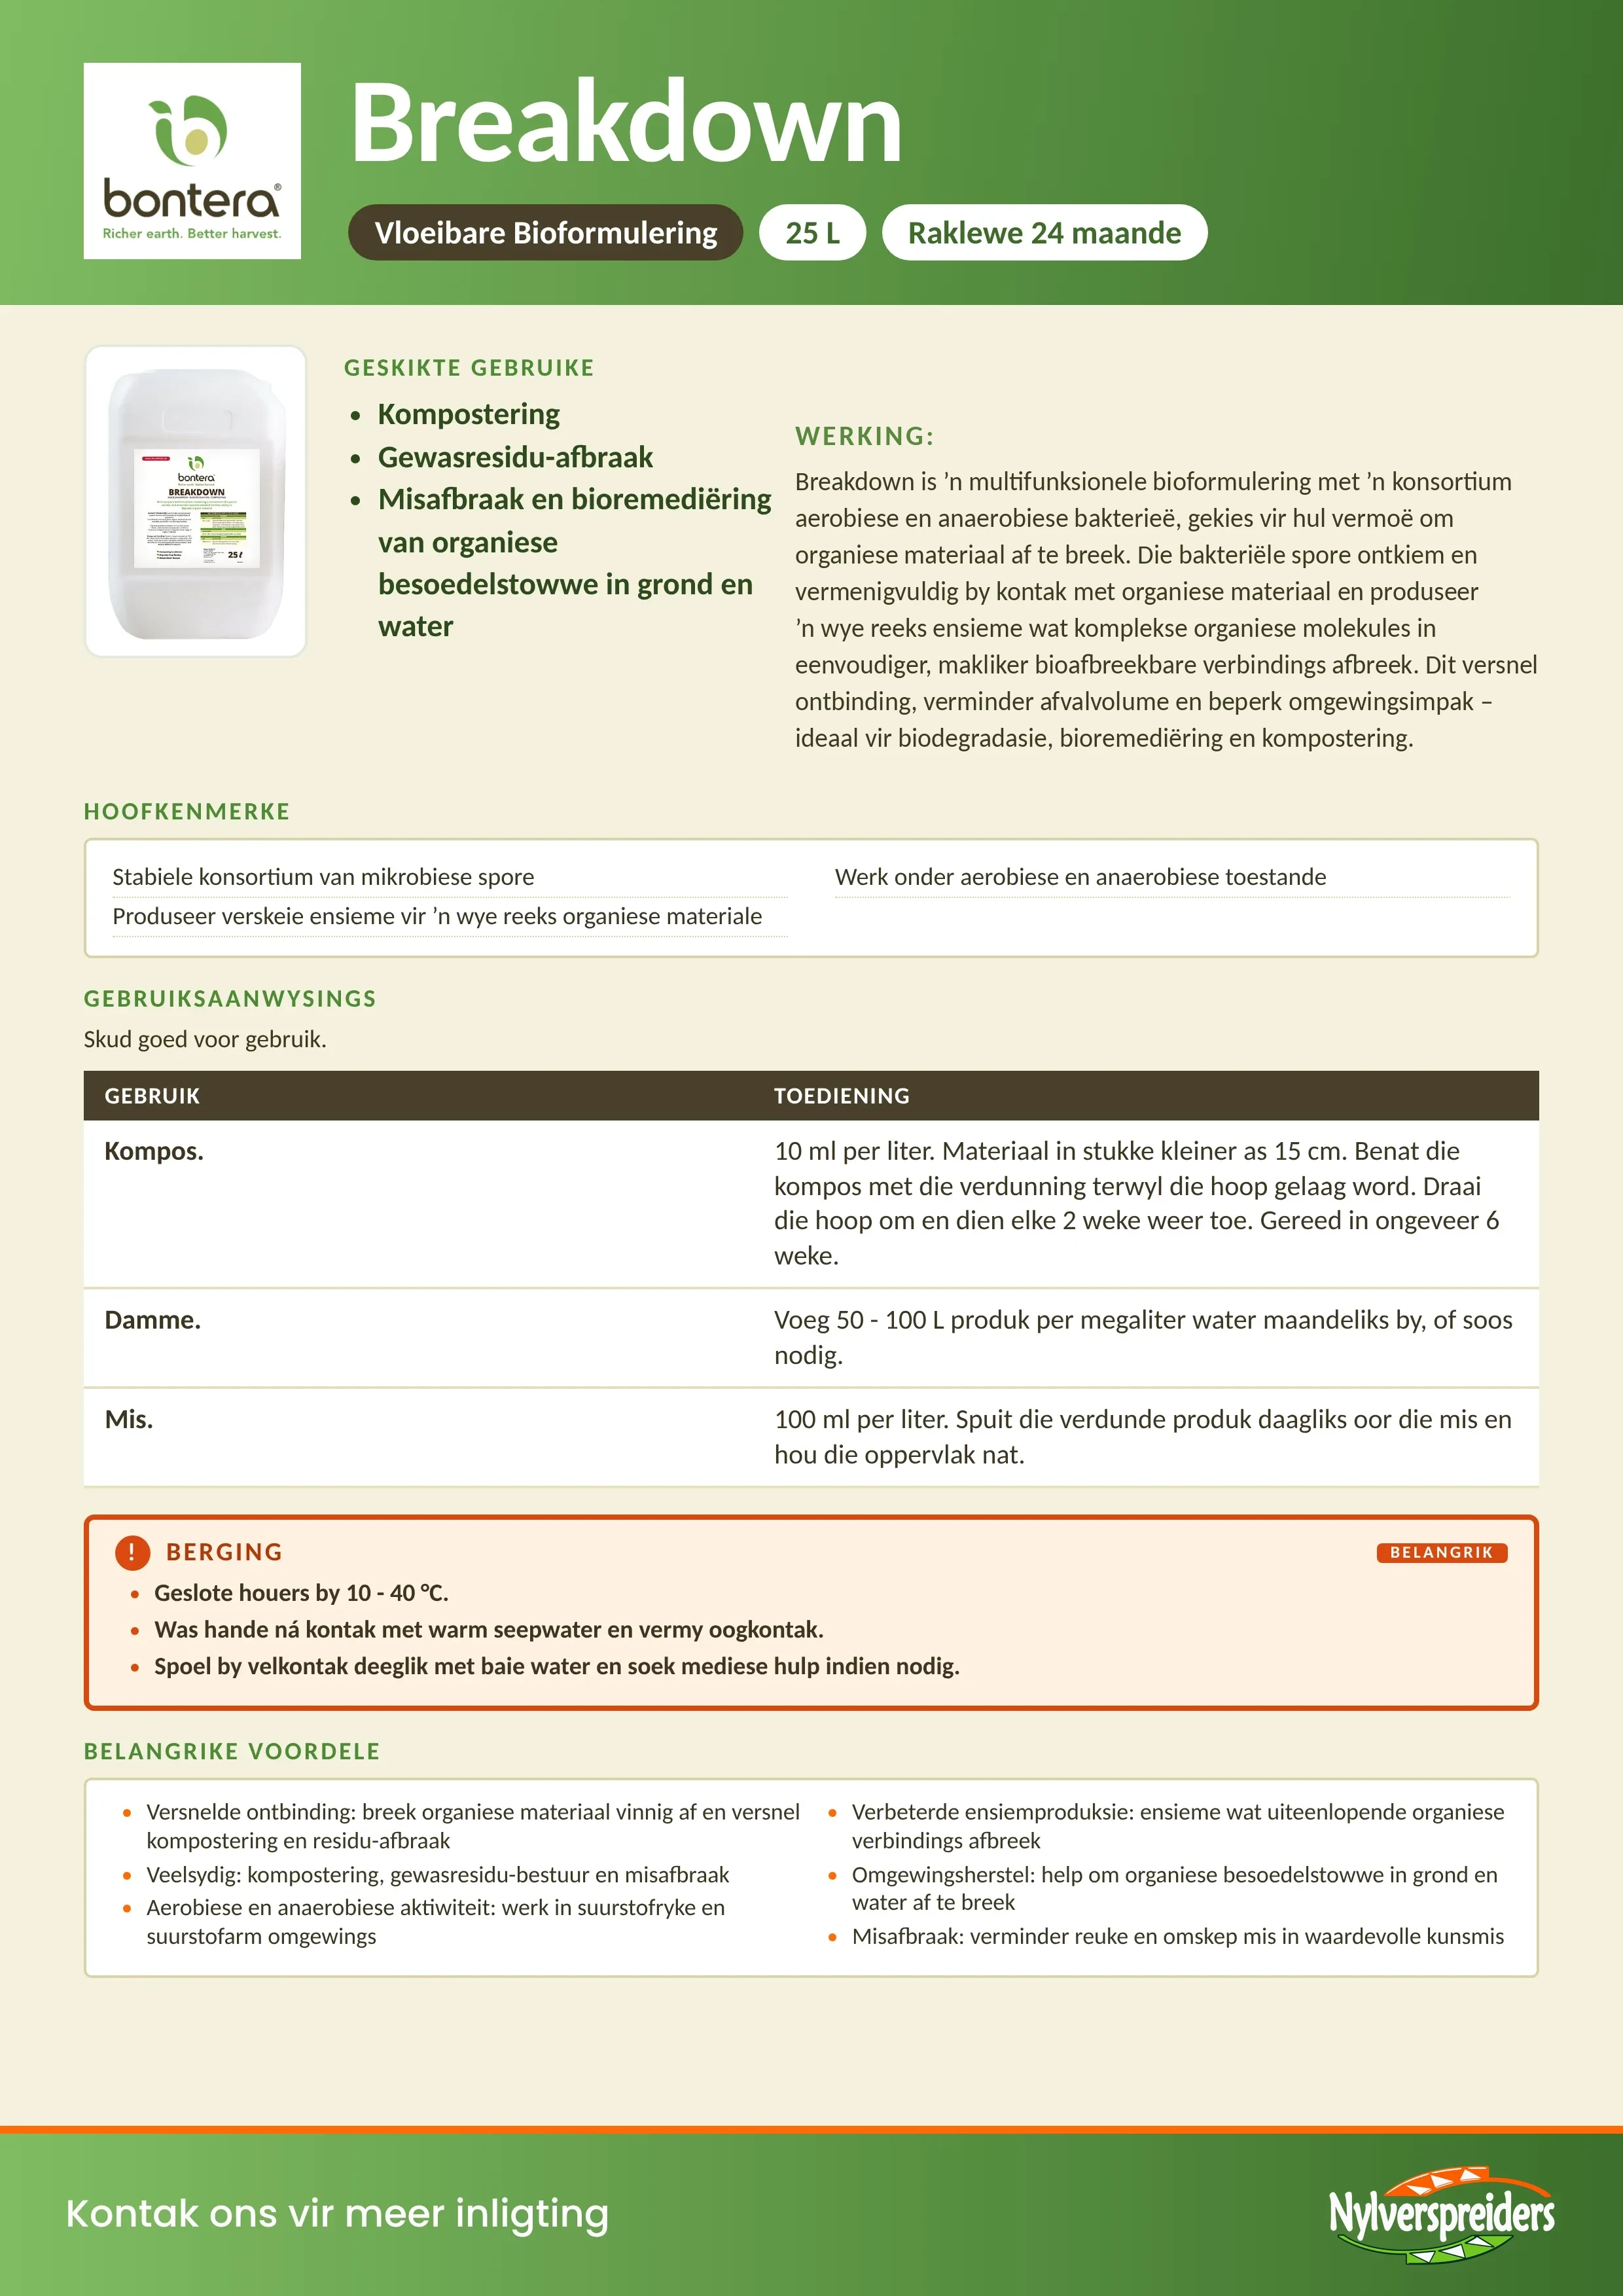 bontera®
Richer earth. Better harvest.
Breakdown
Vloeibare Bioformulering
25 L
Raklewe 24 maande
bontera
BREAKDOWN
25 ℓ
GESKIKTE GEBRUIKE
• Kompostering
• Gewasresidu-afbraak
• Misafbraak en bioremediëring
van organiese
besoedelstowwe in grond en
water
WERKING:
Breakdown is ’n multifunksionele bioformulering met ’n konsortium
aerobiese en anaerobiese bakterieë, gekies vir hul vermoë om
organiese materiaal af te breek. Die bakteriële spore ontkiem en
vermenigvuldig by kontak met organiese materiaal en produseer
’n wye reeks ensieme wat komplekse organiese molekules in
eenvoudiger, makliker bioafbreekbare verbindings afbreek. Dit versnel
ontbinding, verminder afvalvolume en beperk omgewingsimpak –
ideaal vir biodegradasie, bioremediëring en kompostering.
HOOFKENMERKE
Stabiele konsortium van mikrobiese spore
Werk onder aerobiese en anaerobiese toestande
Produseer verskeie ensieme vir ’n wye reeks organiese materiale
GEBRUIKSAANWYSINGS
Skud goed voor gebruik.
GEBRUIK
TOEDIENING
Kompos.
10 ml per liter. Materiaal in stukke kleiner as 15 cm. Benat die
kompos met die verdunning terwyl die hoop gelaag word. Draai
die hoop om en dien elke 2 weke weer toe. Gereed in ongeveer 6
weke.
Damme.
Voeg 50 - 100 L produk per megaliter water maandeliks by, of soos
nodig.
Mis.
100 ml per liter. Spuit die verdunde produk daagliks oor die mis en
hou die oppervlak nat.
! BERGING
BELANGRIK
• Geslote houers by 10 - 40 °C.
• Was hande ná kontak met warm seepwater en vermy oogkontak.
• Spoel by velkontak deeglik met baie water en soek mediese hulp indien nodig.
BELANGRIKE VOORDELE
• Versnelde ontbinding: breek organiese materiaal vinnig af en versnel
kompostering en residu-afbraak
• Veelsydig: kompostering, gewasresidu-bestuur en misafbraak
• Aerobiese en anaerobiese aktiwiteit: werk in suurstofryke en
suurstofarm omgewings
• Verbeterde ensiemproduksie: ensieme wat uiteenlopende organiese
verbindings afbreek
• Omgewingsherstel: help om organiese besoedelstowwe in grond en
water af te breek
• Misafbraak: verminder reuke en omskep mis in waardevolle kunsmis
Kontak ons vir meer inligting
Nylverspreiders